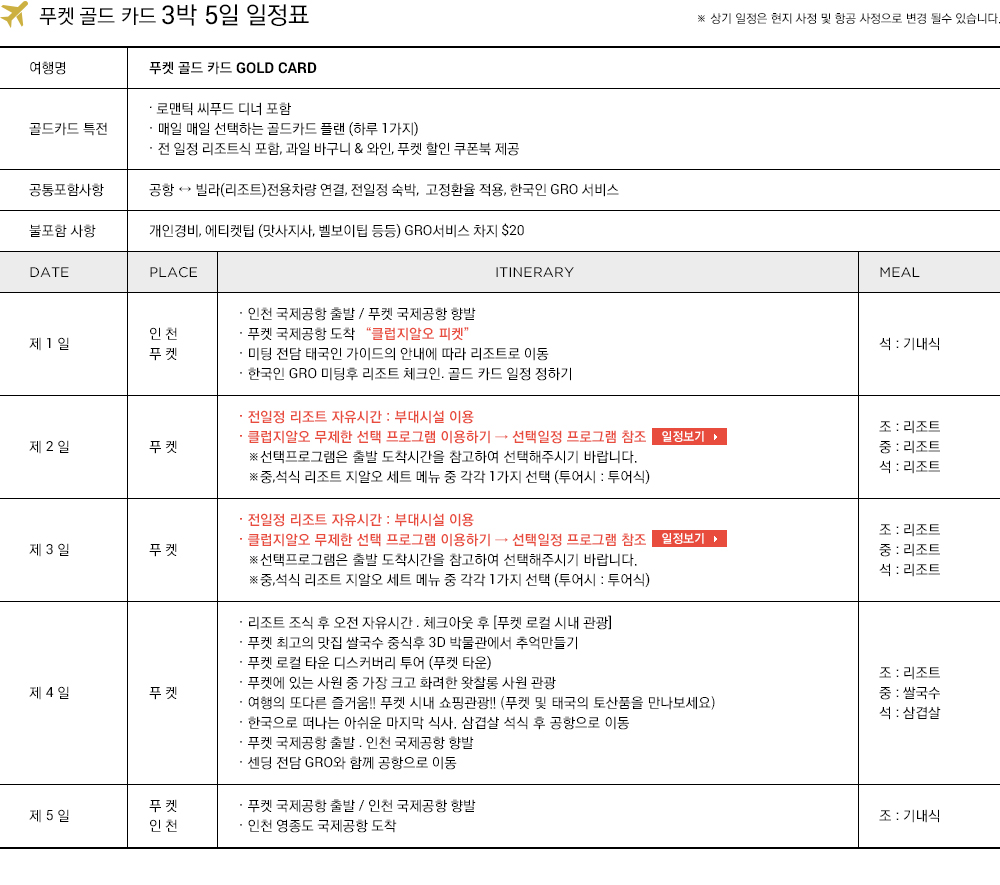 푸켓 골드 카드 3박 5일 일정표
※ 상기 일정은 현지 사정 및 항공 사정으로 변경 될수 있습니다.
여행명
푸켓 골드 카드 GOLD CARD
골드카드 특전
· 로맨틱 씨푸드 디너 포함
· 매일 매일 선택하는 골드카드 플랜 (하루 1가지)
· 전 일정 리조트식 포함, 과일 바구니 & 와인, 푸켓 할인 쿠폰북 제공
공통포함사항
공항 ↔ 빌라(리조트)전용차량 연결, 전일정 숙박, 고정환율 적용, 한국인 GRO 서비스
불포함 사항
개인경비, 에티켓팁 (맛사지사, 벨보이팁 등등) GRO서비스 차지 $20
DATE PLACE ITINERARY MEAL
제 1 일
인 천
푸 켓
· 인천 국제공항 출발 / 푸켓 국제공항 향발
· 푸켓 국제공항 도착 “클럽지알오 피켓”
· 미팅 전담 태국인 가이드의 안내에 따라 리조트로 이동
· 한국인 GRO 미팅후 리조트 체크인. 골드 카드 일정 정하기
석 : 기내식
제 2 일
푸 켓
· 전일정 리조트 자유시간 : 부대시설 이용
· 클럽지알오 무제한 선택 프로그램 이용하기 → 선택일정 프로그램 참조 일정보기
※선택프로그램은 출발 도착시간을 참고하여 선택해주시기 바랍니다.
※중,석식 리조트 지알오 세트 메뉴 중 각각 1가지 선택 (투어시 : 투어식)
조 : 리조트
중 : 리조트
석 : 리조트
제 3 일
푸 켓
· 전일정 리조트 자유시간 : 부대시설 이용
· 클럽지알오 무제한 선택 프로그램 이용하기 → 선택일정 프로그램 참조 일정보기
※선택프로그램은 출발 도착시간을 참고하여 선택해주시기 바랍니다.
※중,석식 리조트 지알오 세트 메뉴 중 각각 1가지 선택 (투어시 : 투어식)
조 : 리조트
중 : 리조트
석 : 리조트
제 4 일
푸 켓
· 리조트 조식 후 오전 자유시간 . 체크아웃 후 [푸켓 로컬 시내 관광]
· 푸켓 최고의 맛집 쌀국수 중식후 3D 박물관에서 추억만들기
· 푸켓 로컬 타운 디스커버리 투어 (푸켓 타운)
· 푸켓에 있는 사원 중 가장 크고 화려한 왓찰롱 사원 관광
· 여행의 또다른 즐거움!! 푸켓 시내 쇼핑관광!! (푸켓 및 태국의 토산품을 만나보세요)
· 한국으로 떠나는 아쉬운 마지막 식사. 삼겹살 석식 후 공항으로 이동
· 푸켓 국제공항 출발 . 인천 국제공항 향발
· 센딩 전담 GRO와 함께 공항으로 이동
조 : 리조트
중 : 쌀국수
석 : 삼겹살
제 5 일
푸 켓
인 천
· 푸켓 국제공항 출발 / 인천 국제공항 향발
· 인천 영종도 국제공항 도착
조 : 기내식